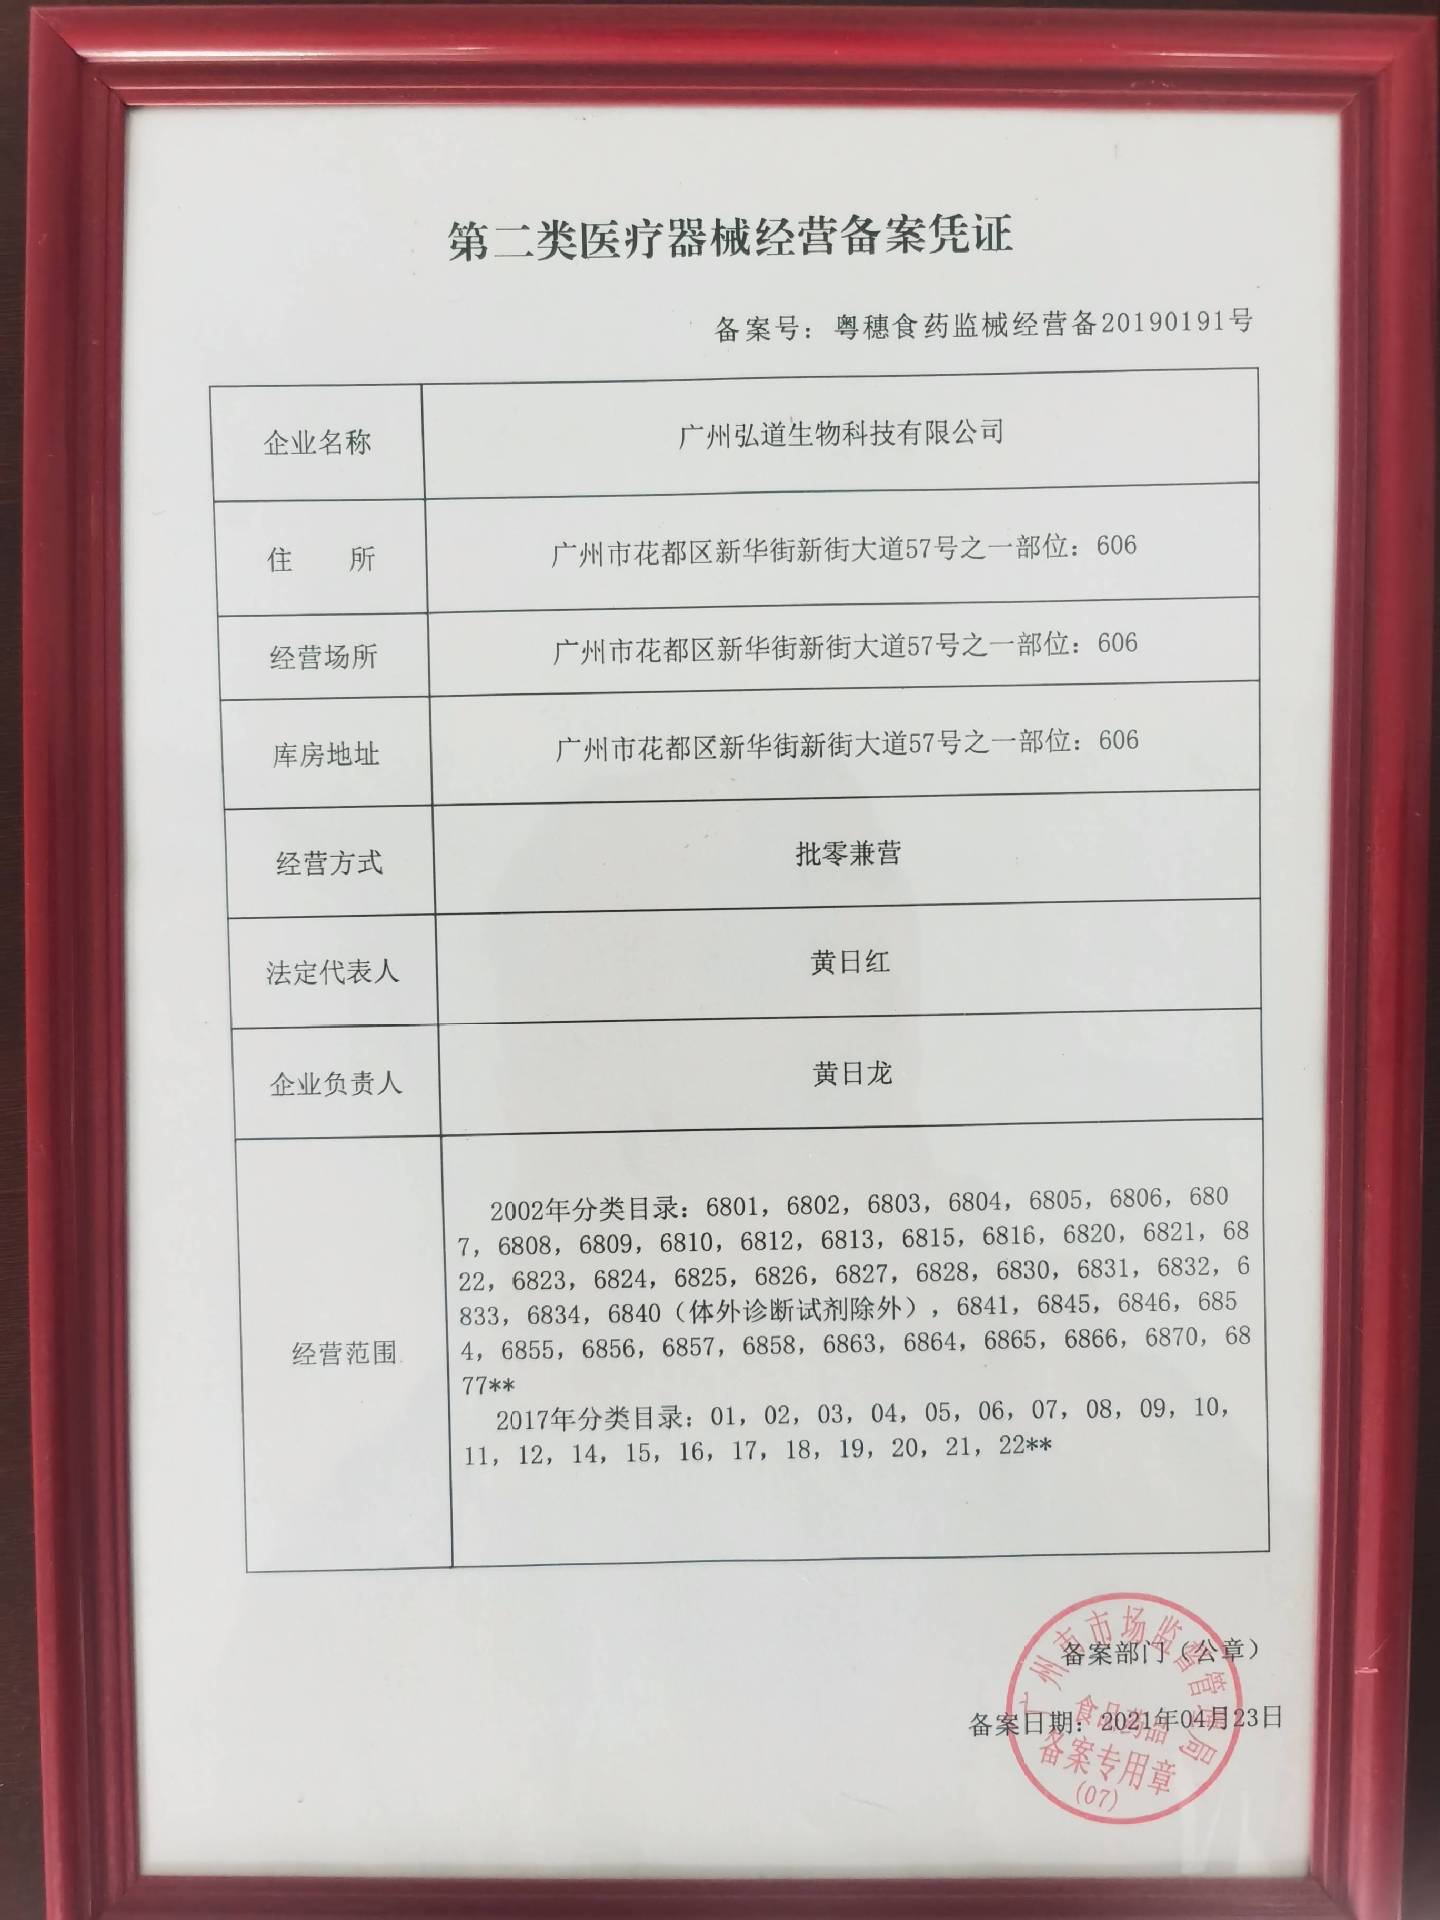 第二类医疗器械经营备案凭证
备案号：粤穗食药监械经营备20190191号
企业名称 广州弘道生物科技有限公司
住 所 广州市花都区新华街新街大道57号之一部位：606
经营场所 广州市花都区新华街新街大道57号之一部位：606
库房地址 广州市花都区新华街新街大道57号之一部位：606
经营方式 批零兼营
法定代表人 黄日红
企业负责人 黄日龙
经营范围
2002年分类目录：6801，6802，6803，6804，6805，6806，680
7，6808，6809，6810，6812，6813，6815，6816，6820，6821，68
22，6823，6824，6825，6826，6827，6828，6830，6831，6832，6
833，6834，6840（体外诊断试剂除外），6841，6845，6846，685
4，6855，6856，6857，6858，6863，6864，6865，6866，6870，68
77**
2017年分类目录：01，02，03，04，05，06，07，08，09，10，
11，12，14，15，16，17，18，19，20，21，22**
备案部门（公章）
备案日期：2021年04月23日
广州市市场监督管理局
食品药品
备案专用章
(07)